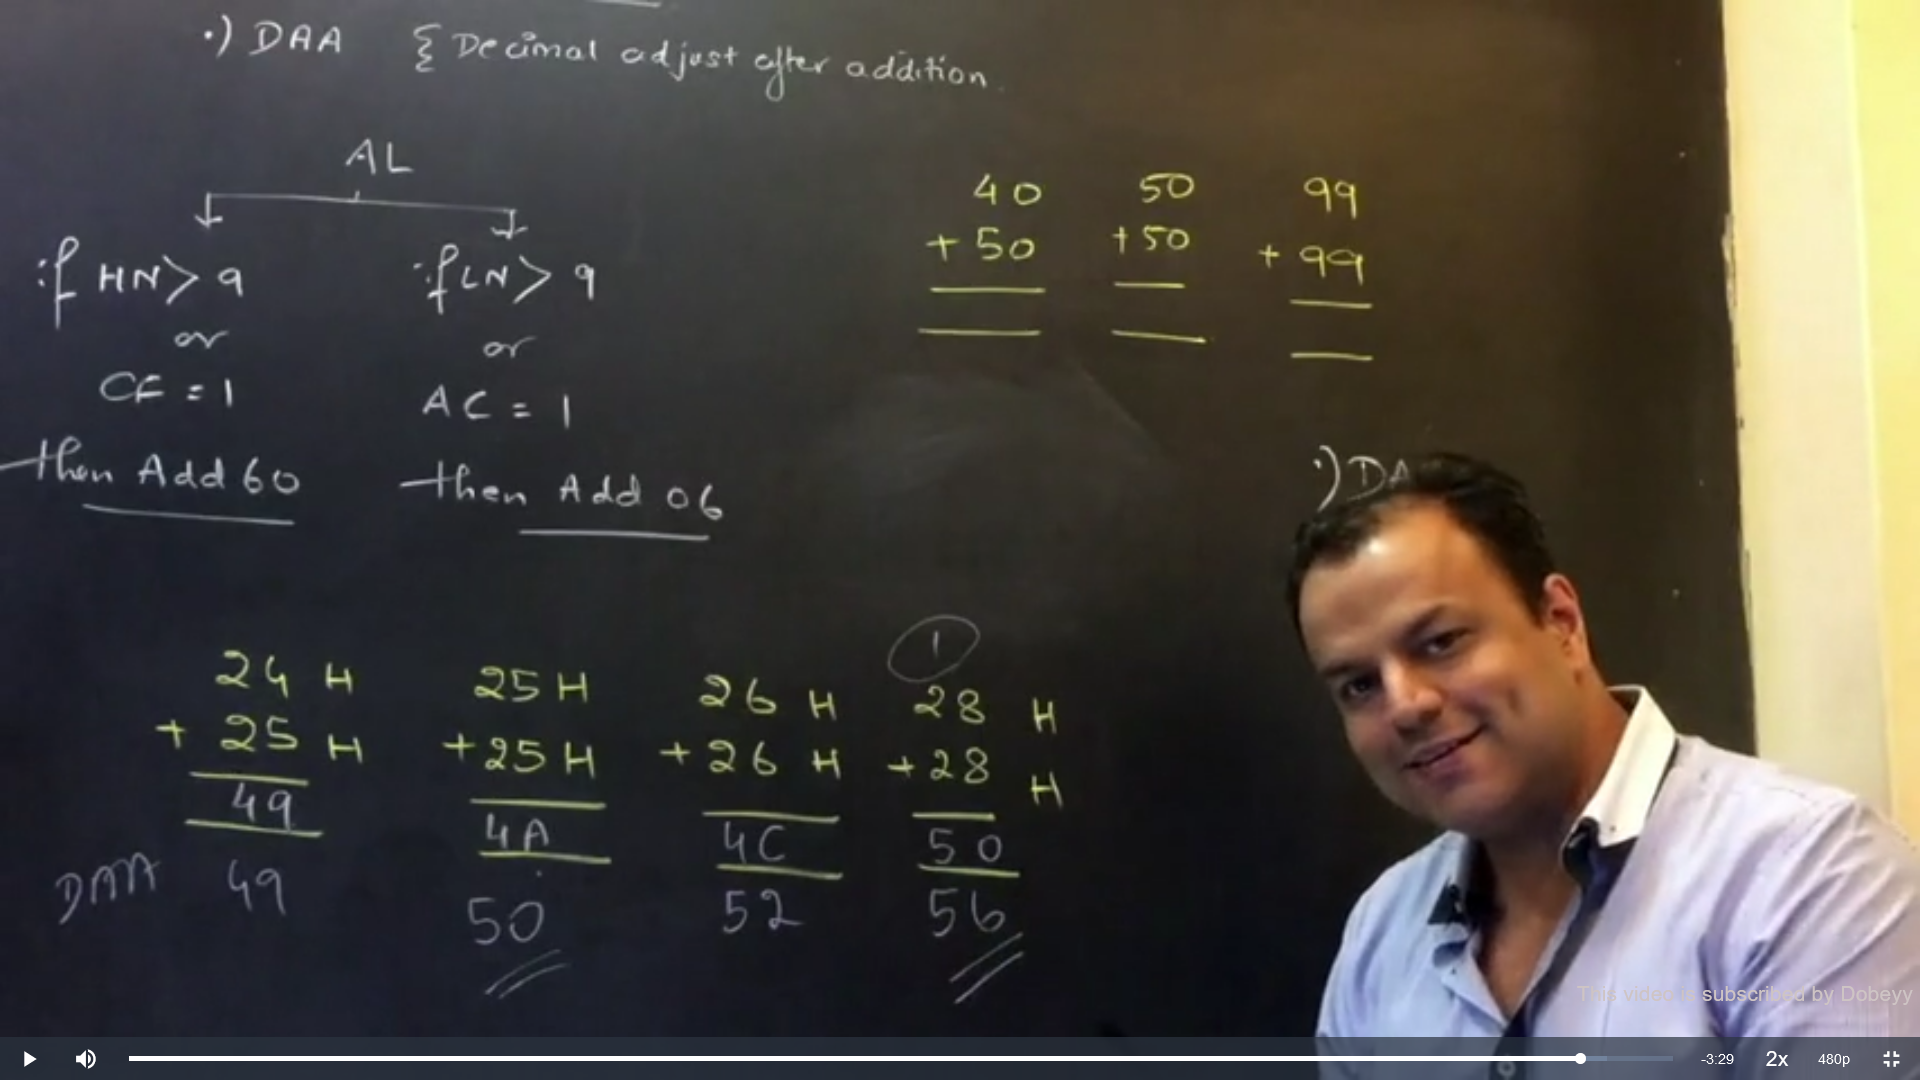 ·) DAA { Decimal adjust after addition.
AL
if HN > 9
or
CF = 1
then Add 60
if LN > 9
or
AC = 1
then Add 06
40
+ 50
50
+ 50
99
+ 99
·) DA
24 H
+ 25 H
49
DAA 49
25 H
+ 25 H
4A
50
26 H
+ 26 H
4C
52
1
28 H
+ 28 H
50
56
This video is subscribed by Dobeyy
-3:29 2x 480p